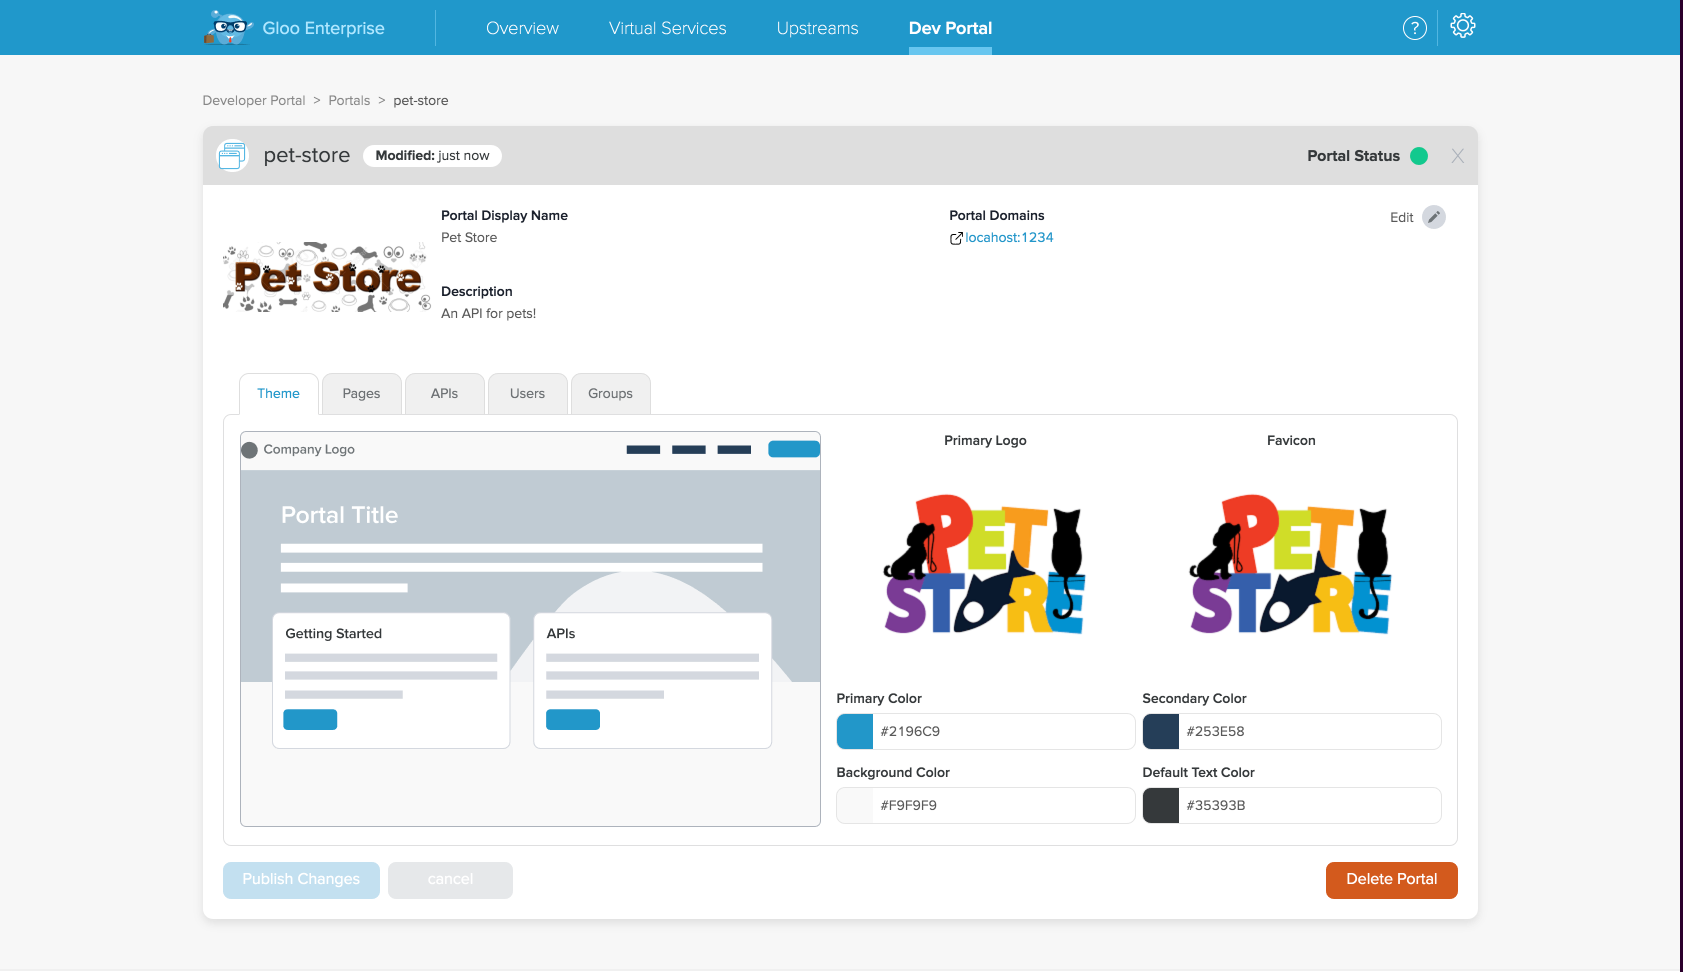 Gloo Enterprise
Overview
Virtual Services
Upstreams
Dev Portal
?
Developer Portal > Portals > pet-store
pet-store
Modified: just now
Portal Status
X
Portal Display Name
Pet Store
Portal Domains
locahost:1234
Edit
Pet Store
Description
An API for pets!
Theme
Pages
APIs
Users
Groups
Company Logo
Portal Title
Getting Started
APIs
Primary Logo
Favicon
PET
STORE
PET
STORE
Primary Color
#2196C9
Secondary Color
#253E58
Background Color
#F9F9F9
Default Text Color
#35393B
Publish Changes
cancel
Delete Portal